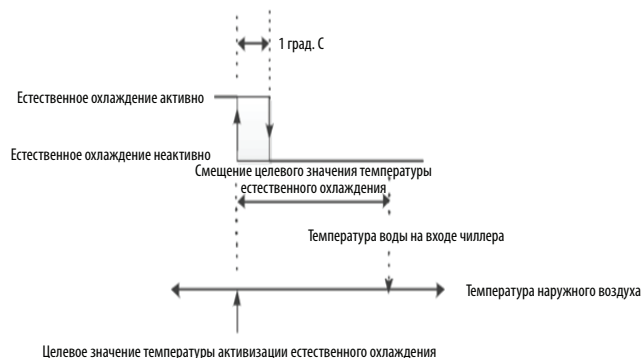 1 град. С
Естественное охлаждение активно
Естественное охлаждение неактивно
Смещение целевого значения температуры
естественного охлаждения
Температура воды на входе чиллера
Температура наружного воздуха
Целевое значение температуры активизации естественного охлаждения